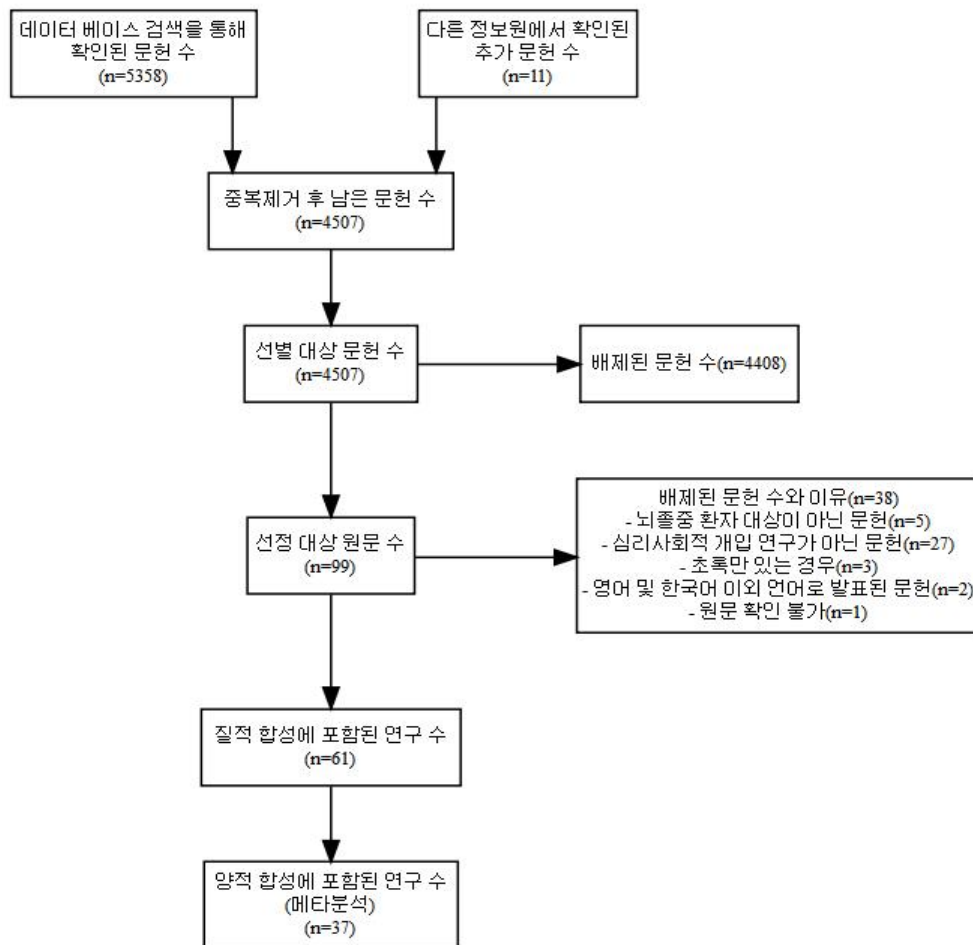 데이터 베이스 검색을 통해
확인된 문헌 수
(n=5358)
다른 정보원에서 확인된
추가 문헌 수
(n=11)
중복제거 후 남은 문헌 수
(n=4507)
선별 대상 문헌 수
(n=4507)
배제된 문헌 수(n=4408)
선정 대상 원문 수
(n=99)
배제된 문헌 수와 이유(n=38)
- 뇌졸중 환자 대상이 아닌 문헌(n=5)
- 심리사회적 개입 연구가 아닌 문헌(n=27)
- 초록만 있는 경우(n=3)
- 영어 및 한국어 이외 언어로 발표된 문헌(n=2)
- 원문 확인 불가(n=1)
질적 합성에 포함된 연구 수
(n=61)
양적 합성에 포함된 연구 수
(메타분석)
(n=37)